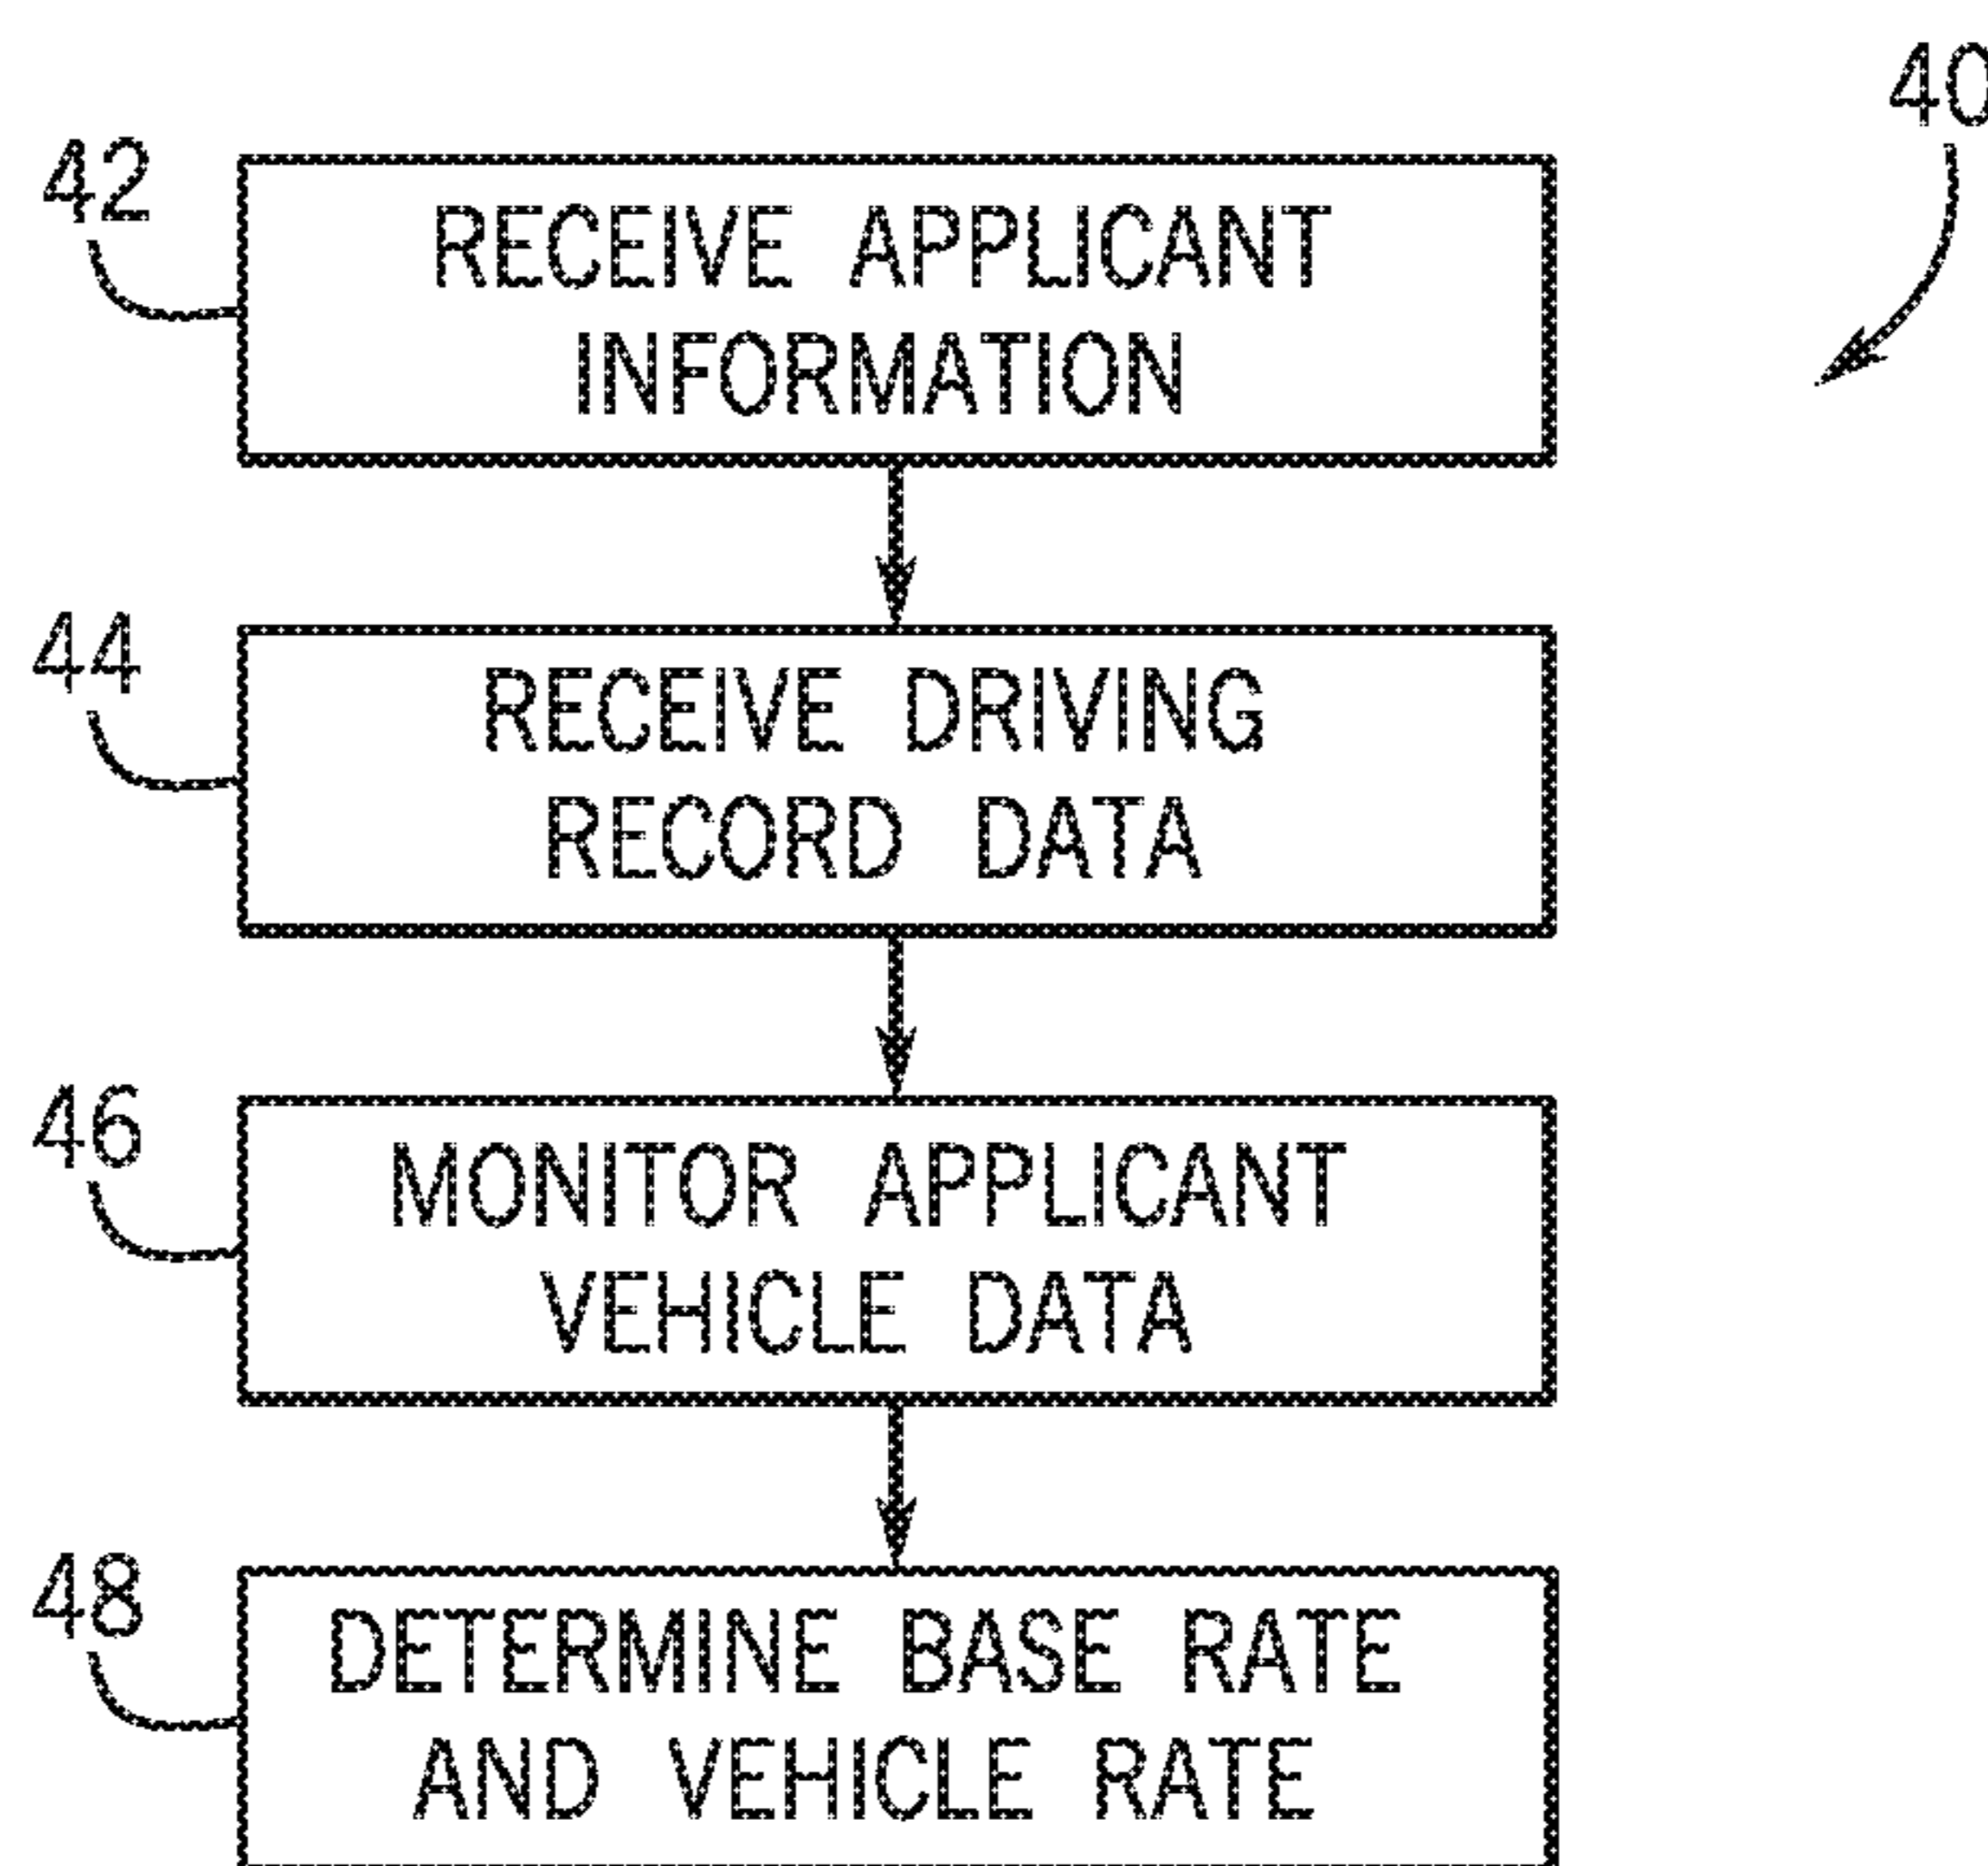 40
42
RECEIVE APPLICANT
INFORMATION
44
RECEIVE DRIVING
RECORD DATA
46
MONITOR APPLICANT
VEHICLE DATA
48
DETERMINE BASE RATE
AND VEHICLE RATE